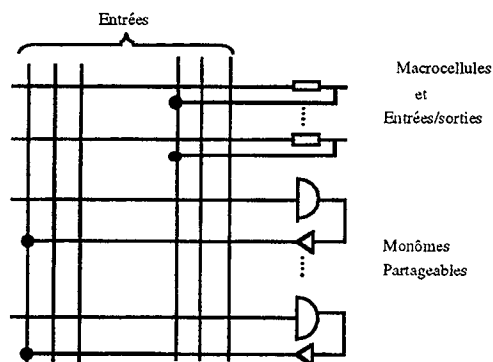 Entrées
Macrocellules
et
Entrées/sorties
Monômes
Partageables